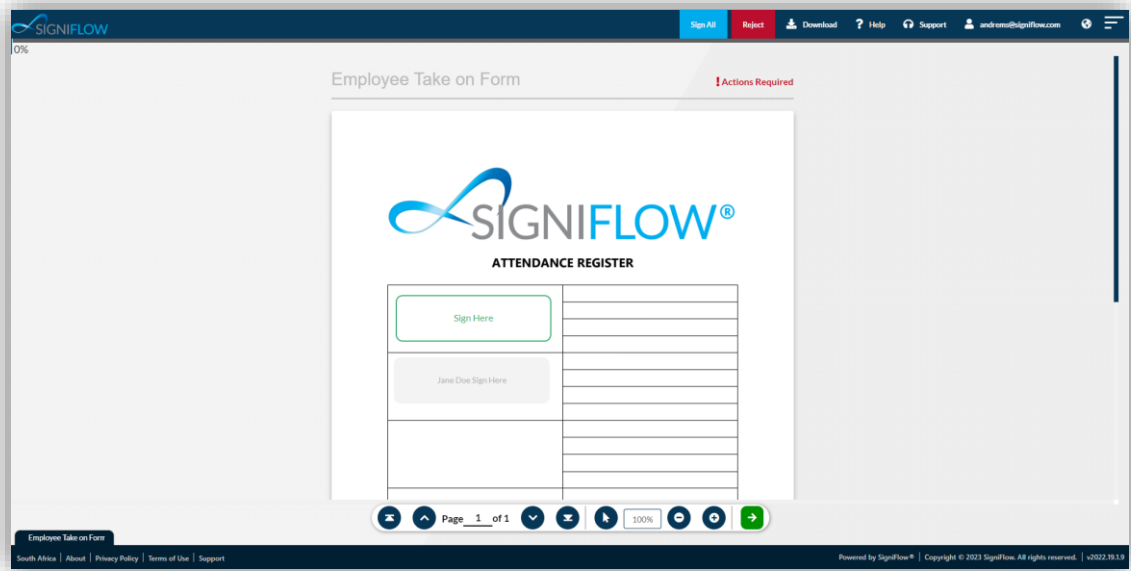 SIGNIFLOW Sign All Reject Download ? Help Support andrems@signiflow.com
0%
Employee Take on Form ! Actions Required
SIGNIFLOW®
ATTENDANCE REGISTER
Sign Here
Jane Doe Sign Here
Page 1 of 1 100%
Employee Take on Form
South Africa | About | Privacy Policy | Terms of Use | Support Powered by SigniFlow® | Copyright © 2023 SigniFlow. All rights reserved. | v2022.19.1.9